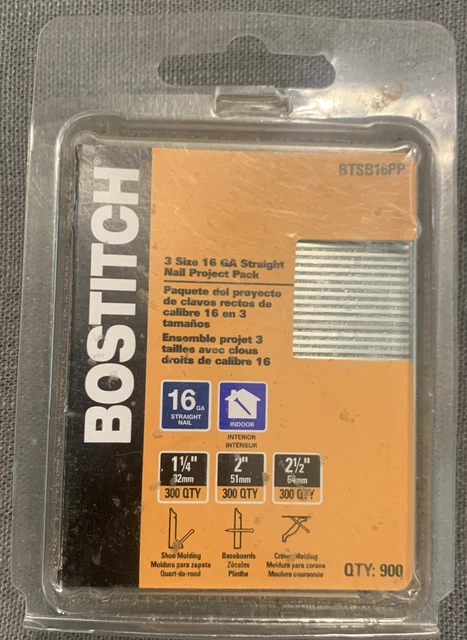 BTSB16PP
BOSTITCH®
3 Size 16 GA Straight
Nail Project Pack
Paquete del proyecto
de clavos rectos de
calibre 16 en 3
tamaños
Ensemble projet 3
tailles avec clous
droits de calibre 16
16 GA
STRAIGHT
NAIL
INDOOR
INTERIOR
INTÉRIEUR
1¼"
32mm
300 QTY
2"
51mm
300 QTY
2½"
64mm
300 QTY
Shoe Molding
Moldura para zapata
Quart-de-rond
Baseboards
Zócalos
Plinthe
Crown Molding
Moldura para corona
Mouture couronnée
QTY: 900